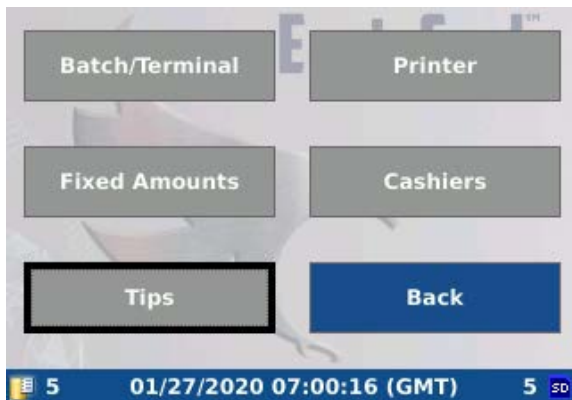 Batch/Terminal Printer
Fixed Amounts Cashiers
Tips Back
5 01/27/2020 07:00:16 (GMT) 5 SD